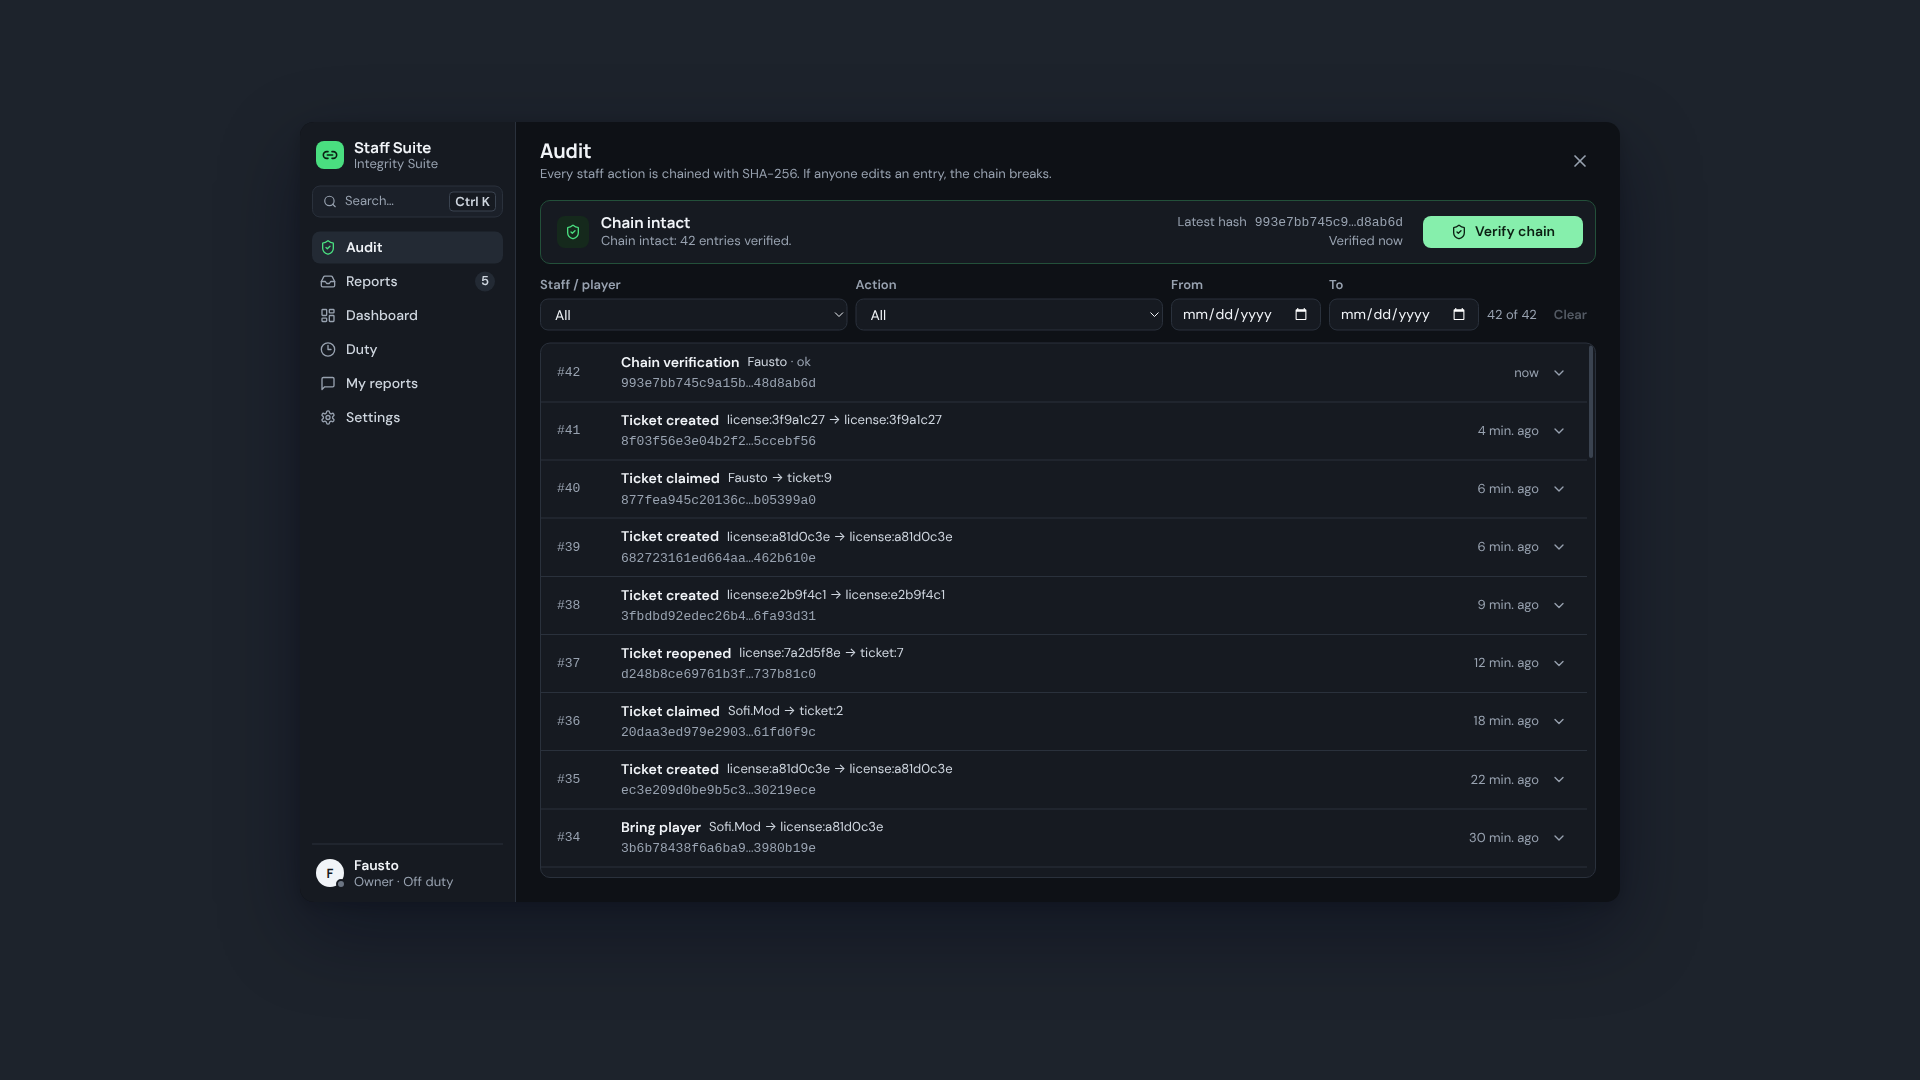 Staff Suite
Integrity Suite
Search… Ctrl K
Audit
Reports 5
Dashboard
Duty
My reports
Settings
F
Fausto
Owner · Off duty
Audit
Every staff action is chained with SHA-256. If anyone edits an entry, the chain breaks.
Chain intact
Chain intact: 42 entries verified.
Latest hash 993e7bb745c9…d8ab6d
Verified now
Verify chain
Staff / player Action From To
All All mm/dd/yyyy mm/dd/yyyy 42 of 42 Clear
#42 Chain verification Fausto · ok now
993e7bb745c9a15b…48d8ab6d
#41 Ticket created license:3f9a1c27 → license:3f9a1c27 4 min. ago
8f03f56e3e04b2f2…5ccebf56
#40 Ticket claimed Fausto → ticket:9 6 min. ago
877fea945c20136c…b05399a0
#39 Ticket created license:a81d0c3e → license:a81d0c3e 6 min. ago
682723161ed664aa…462b610e
#38 Ticket created license:e2b9f4c1 → license:e2b9f4c1 9 min. ago
3fbdbd92edec26b4…6fa93d31
#37 Ticket reopened license:7a2d5f8e → ticket:7 12 min. ago
d248b8ce69761b3f…737b81c0
#36 Ticket claimed Sofi.Mod → ticket:2 18 min. ago
20daa3ed979e2903…61fd0f9c
#35 Ticket created license:a81d0c3e → license:a81d0c3e 22 min. ago
ec3e209d0be9b5c3…30219ece
#34 Bring player Sofi.Mod → license:a81d0c3e 30 min. ago
3b6b78438f6a6ba9…3980b19e